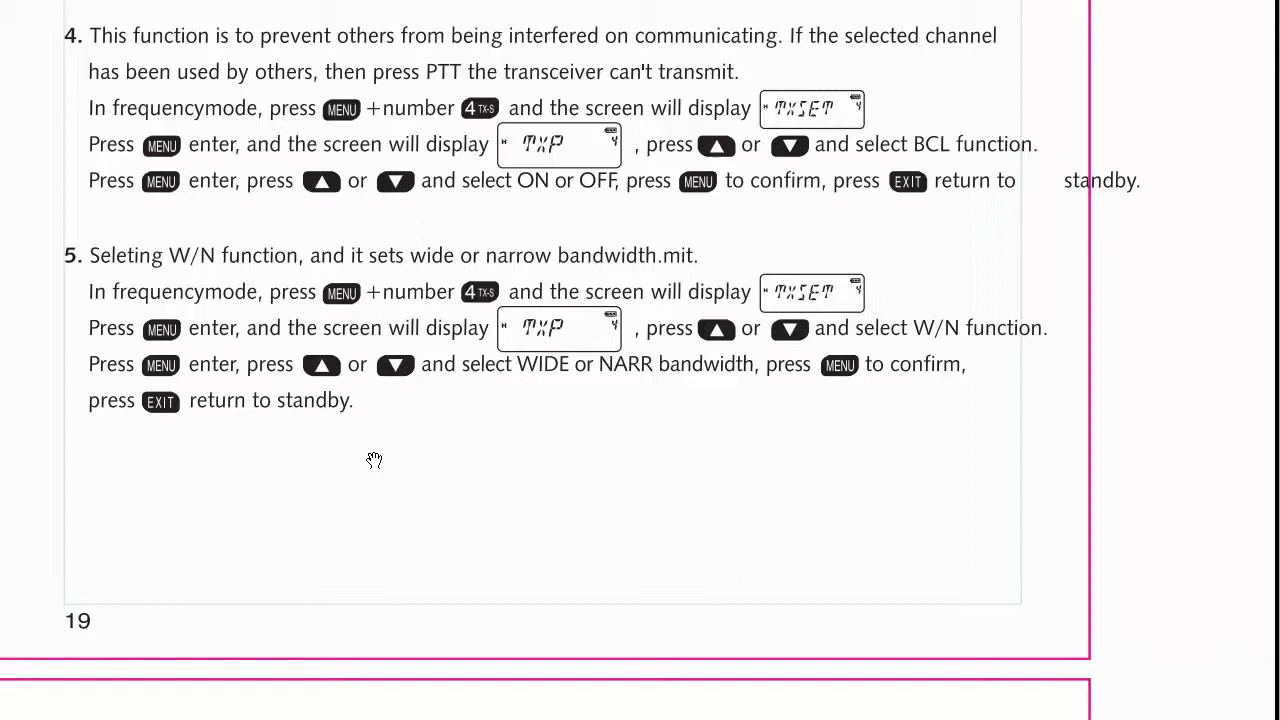 4. This function is to prevent others from being interfered on communicating. If the selected channel
has been used by others, then press PTT the transceiver can't transmit.
In frequencymode, press MENU +number 4TX-S and the screen will display H TXSET 4
Press MENU enter, and the screen will display H TXP 4 , press ▲ or ▼ and select BCL function.
Press MENU enter, press ▲ or ▼ and select ON or OFF, press MENU to confirm, press EXIT return to standby.
5. Seleting W/N function, and it sets wide or narrow bandwidth.mit.
In frequencymode, press MENU +number 4TX-S and the screen will display H TXSET 4
Press MENU enter, and the screen will display H TXP 4 , press ▲ or ▼ and select W/N function.
Press MENU enter, press ▲ or ▼ and select WIDE or NARR bandwidth, press MENU to confirm,
press EXIT return to standby.
19